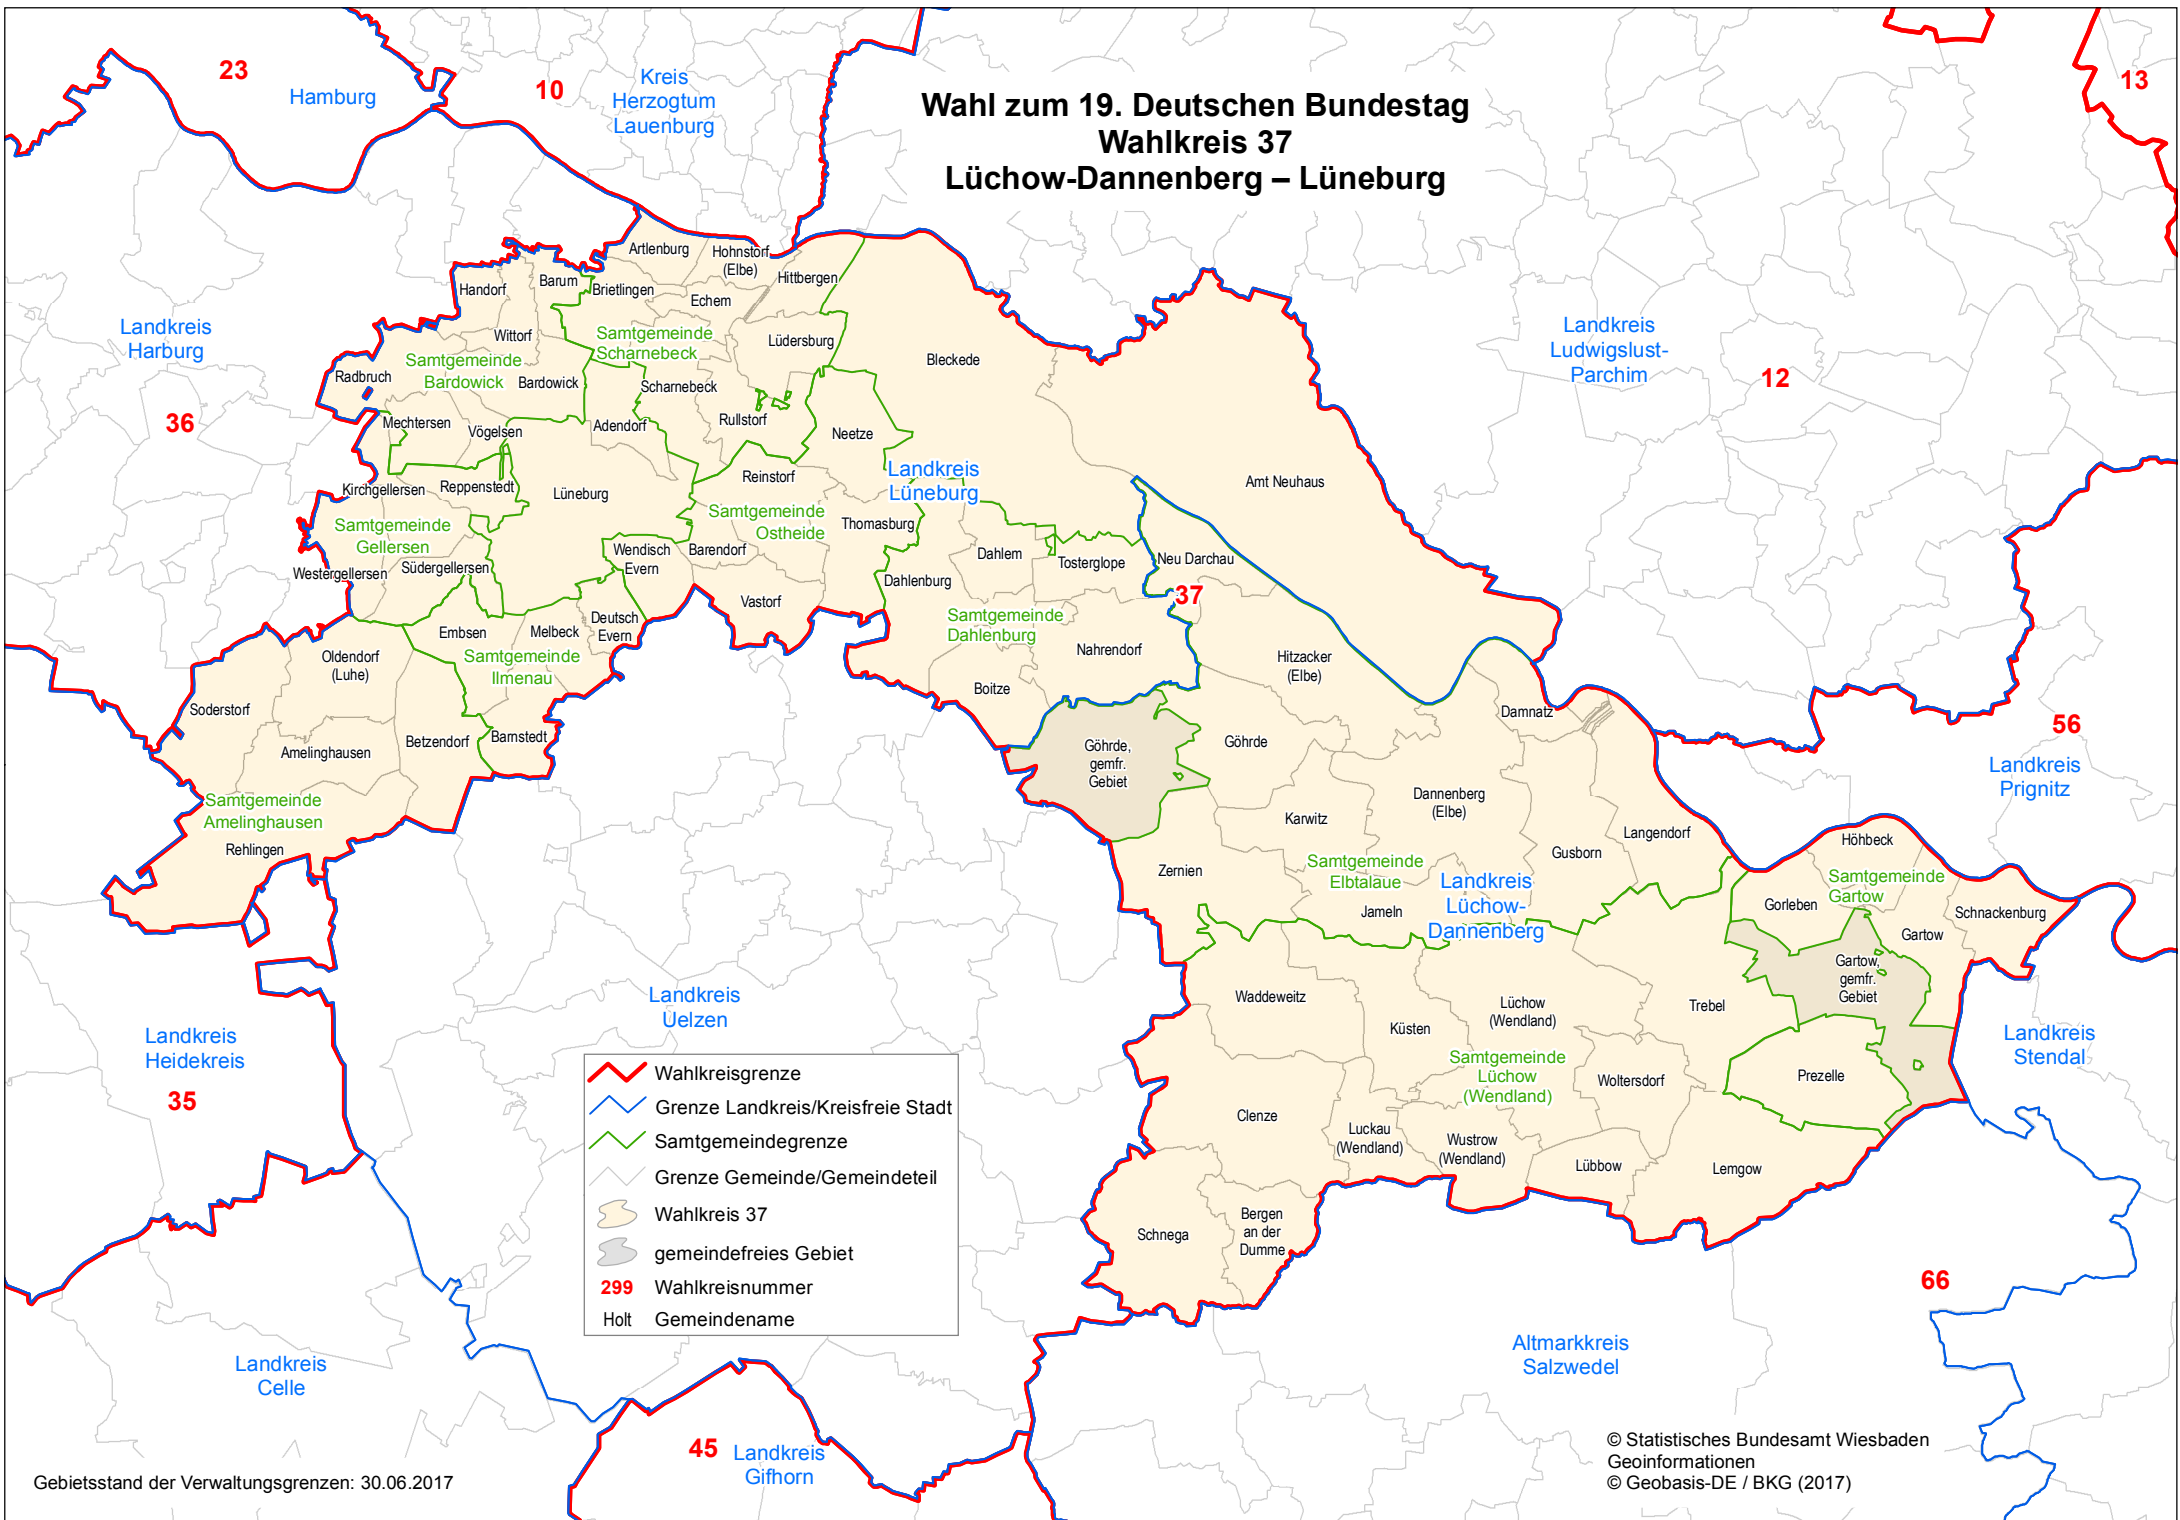 Wahl zum 19. Deutschen Bundestag
Wahlkreis 37
Lüchow-Dannenberg – Lüneburg
23
Hamburg
10
Kreis
Herzogtum
Lauenburg
13
Landkreis
Harburg
36
Landkreis
Ludwigslust-
Parchim
12
56
Landkreis
Prignitz
Landkreis
Stendal
66
Altmarkkreis
Salzwedel
Landkreis
Uelzen
Landkreis
Heidekreis
35
Landkreis
Celle
45
Landkreis
Gifhorn
Landkreis
Lüneburg
37
Landkreis
Lüchow-
Dannenberg
Artlenburg
Hohnstorf
(Elbe)
Hittbergen
Barum
Brietlingen
Handorf
Echem
Wittorf
Samtgemeinde
Scharnebeck
Lüdersburg
Samtgemeinde
Bardowick
Radbruch
Bardowick
Scharnebeck
Bleckede
Mechtersen
Vögelsen
Adendorf
Rullstorf
Neetze
Kirchgellersen
Reppenstedt
Lüneburg
Reinstorf
Amt Neuhaus
Samtgemeinde
Gellersen
Samtgemeinde
Ostheide
Thomasburg
Westergellersen
Südergellersen
Wendisch
Evern
Barendorf
Vastorf
Dahlem
Tosterglope
Neu Darchau
Dahlenburg
Samtgemeinde
Dahlenburg
Nahrendorf
Boitze
Embsen
Melbeck
Deutsch
Evern
Samtgemeinde
Ilmenau
Oldendorf
(Luhe)
Soderstorf
Amelinghausen
Betzendorf
Barnstedt
Samtgemeinde
Amelinghausen
Rehlingen
Hitzacker
(Elbe)
Damnatz
Göhrde,
gemfr.
Gebiet
Göhrde
Karwitz
Dannenberg
(Elbe)
Langendorf
Gusborn
Zernien
Samtgemeinde
Elbtalaue
Jameln
Höhbeck
Samtgemeinde
Gartow
Gorleben
Schnackenburg
Gartow
Gartow,
gemfr.
Gebiet
Waddeweitz
Küsten
Lüchow
(Wendland)
Trebel
Samtgemeinde
Lüchow
(Wendland)
Woltersdorf
Prezelle
Clenze
Luckau
(Wendland)
Wustrow
(Wendland)
Lübbow
Lemgow
Schnega
Bergen
an der
Dumme
Wahlkreisgrenze
Grenze Landkreis/Kreisfreie Stadt
Samtgemeindegrenze
Grenze Gemeinde/Gemeindeteil
Wahlkreis 37
gemeindefreies Gebiet
299 Wahlkreisnummer
Holt Gemeindename
Gebietsstand der Verwaltungsgrenzen: 30.06.2017
© Statistisches Bundesamt Wiesbaden
Geoinformationen
© Geobasis-DE / BKG (2017)